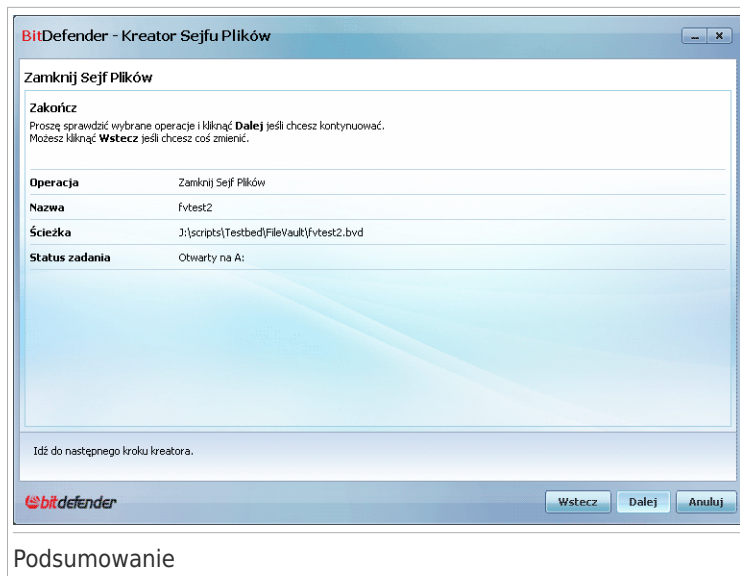 BitDefender - Kreator Sejfu Plików
Zamknij Sejf Plików
Zakończ
Proszę sprawdzić wybrane operacje i kliknąć Dalej jeśli chcesz kontynuować.
Możesz kliknąć Wstecz jeśli chcesz coś zmienić.
Operacja Zamknij Sejf Plików
Nazwa fvtest2
Ścieżka J:\scripts\Testbed\FileVault\fvtest2.bvd
Status zadania Otwarty na A:
Idź do następnego kroku kreatora.
bitdefender
Wstecz Dalej Anuluj
Podsumowanie